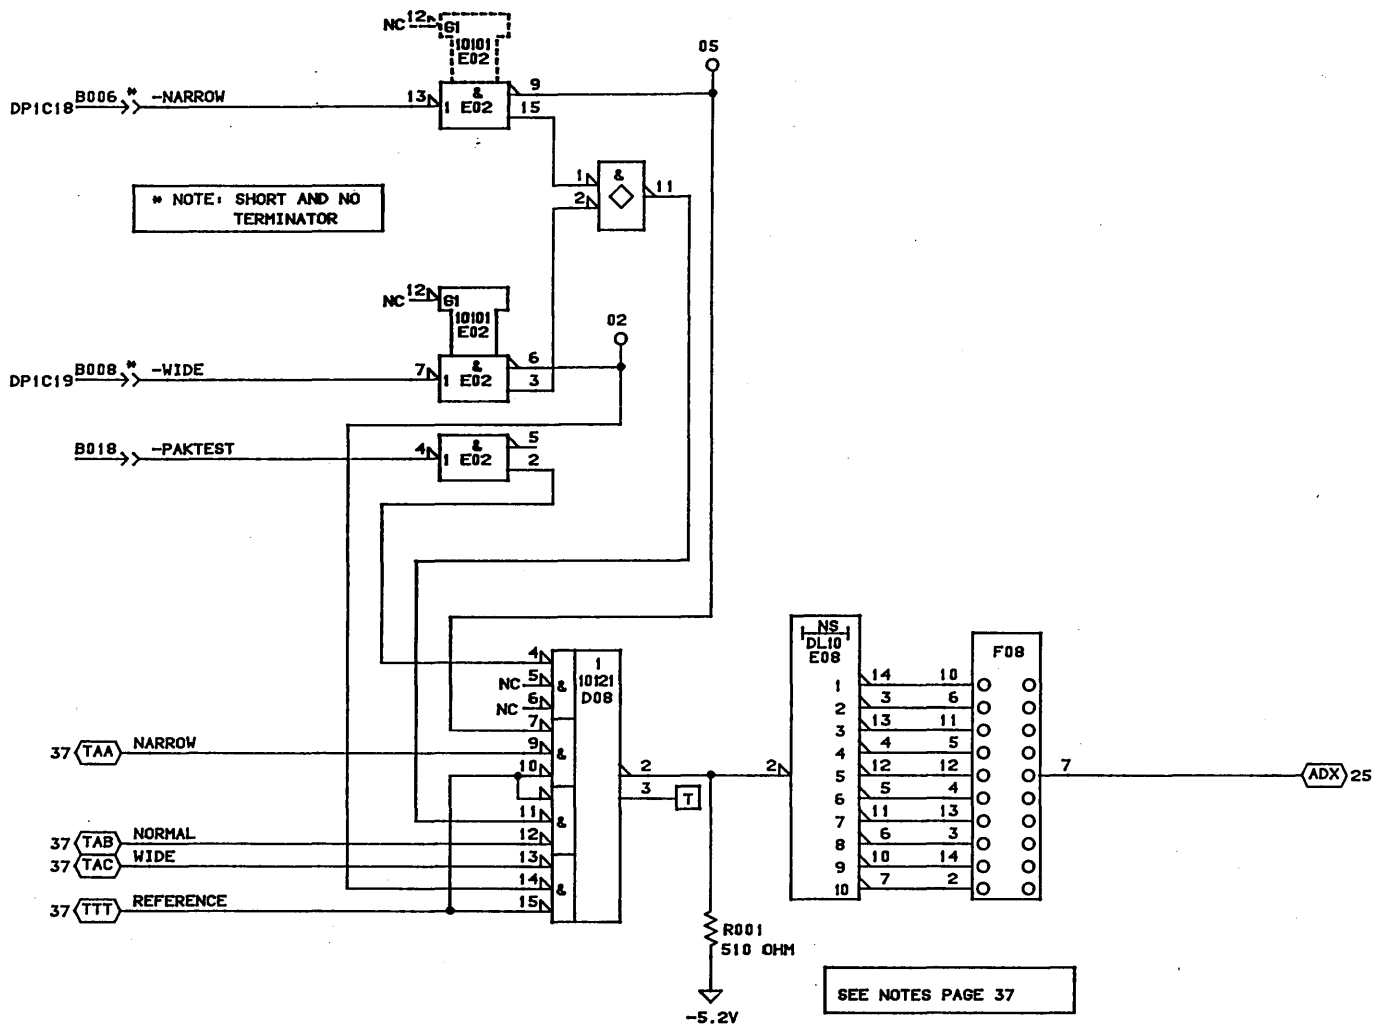 NC 12 G1
10101
E02
05
DP1C18 B006 * -NARROW 13 1 & E02 9
15
* NOTE: SHORT AND NO
TERMINATOR
1 & 11
2
NC 12 G1
10101
E02
02
DP1C19 B008 * -WIDE 7 1 & E02 6
3
B018 -PAKTEST 4 1 & E02 5
2
4 1
NC 5 & 10121
NC 6 D08
7
37 TAA NARROW 9 &
10 2
3 T
11 &
37 TAB NORMAL 12
37 TAC WIDE 13
14 &
37 TTT REFERENCE 15
R001
510 OHM
-5.2V
NS
DL10
E08
F08
1 14 10
2 3 6
3 13 11
4 4 5
2 5 12 12 7 ADX 25
6 5 4
7 11 13
8 6 3
9 10 14
10 7 2
SEE NOTES PAGE 37